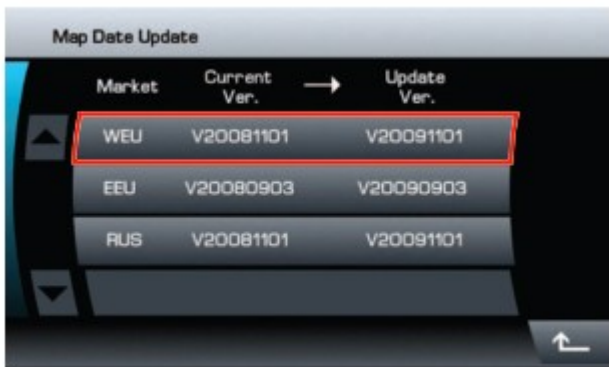 Map Date Update
Market Current Ver. → Update Ver.
WEU V20081101 V20091101
EEU V20080903 V20090903
RUS V20081101 V20091101